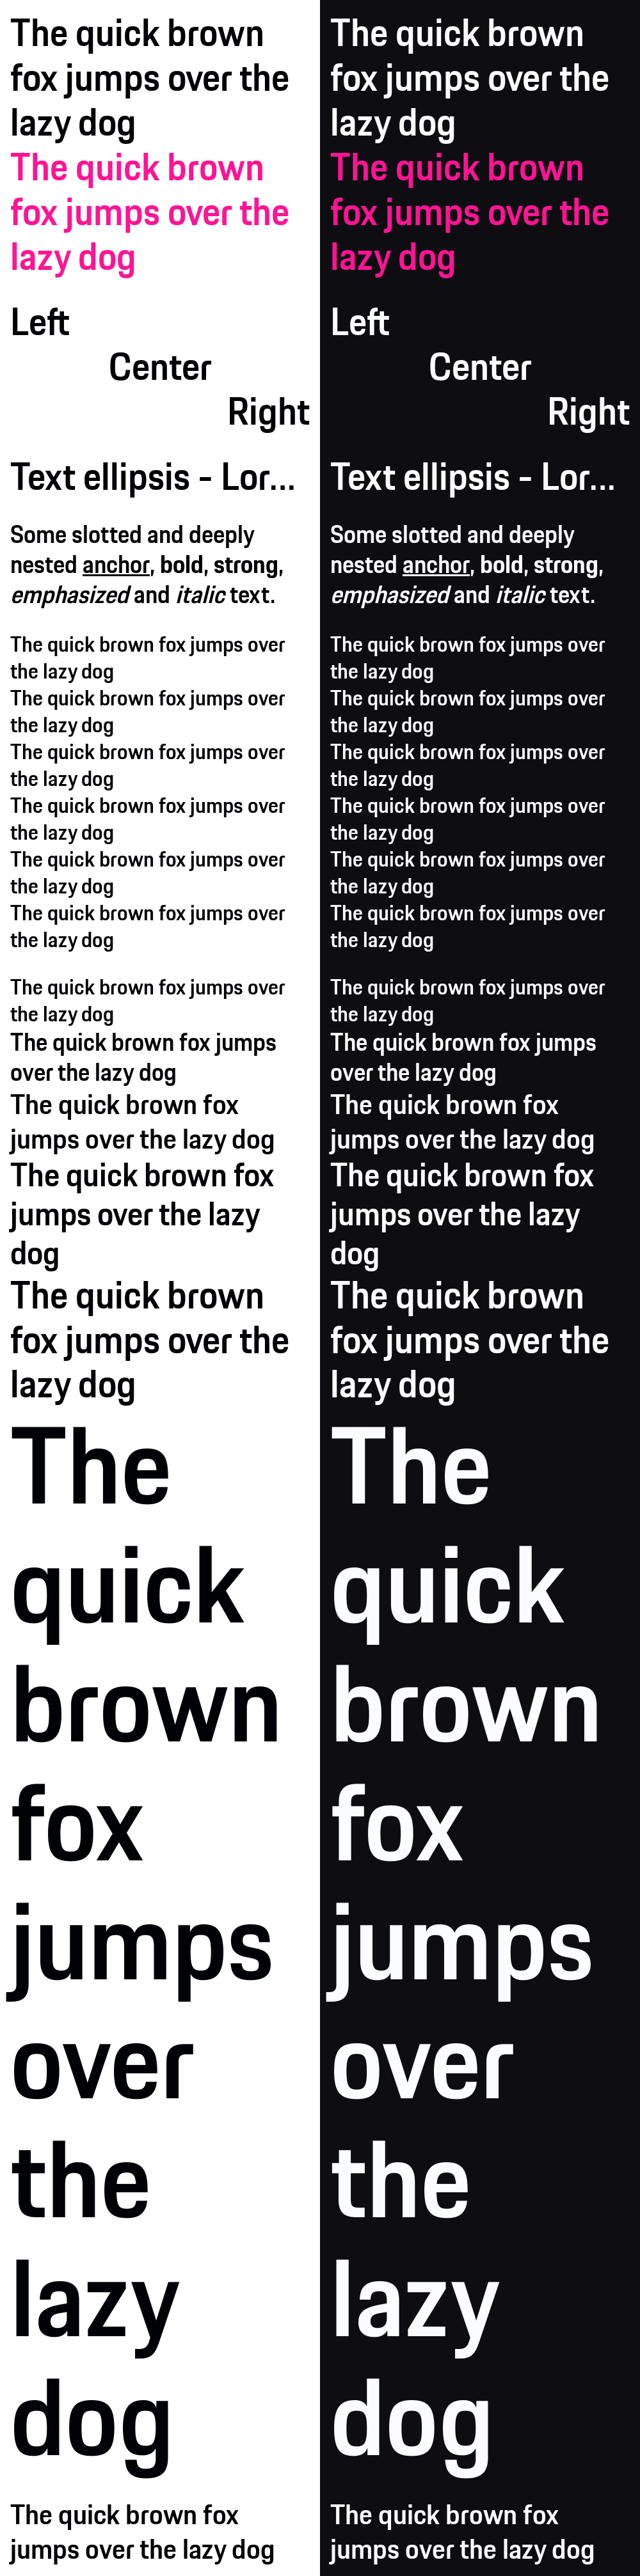 The quick brown
fox jumps over the
lazy dog
The quick brown
fox jumps over the
lazy dog
Left
Center
Right
Text ellipsis - Lor...
Some slotted and deeply
nested anchor, bold, strong,
emphasized and italic text.
The quick brown fox jumps over
the lazy dog
The quick brown fox jumps over
the lazy dog
The quick brown fox jumps over
the lazy dog
The quick brown fox jumps over
the lazy dog
The quick brown fox jumps over
the lazy dog
The quick brown fox jumps over
the lazy dog
The quick brown fox jumps over
the lazy dog
The quick brown fox jumps
over the lazy dog
The quick brown fox
jumps over the lazy dog
The quick brown fox
jumps over the lazy
dog
The quick brown
fox jumps over the
lazy dog
The
quick
brown
fox
jumps
over
the
lazy
dog
The quick brown fox
jumps over the lazy dog
The quick brown
fox jumps over the
lazy dog
The quick brown
fox jumps over the
lazy dog
Left
Center
Right
Text ellipsis - Lor...
Some slotted and deeply
nested anchor, bold, strong,
emphasized and italic text.
The quick brown fox jumps over
the lazy dog
The quick brown fox jumps over
the lazy dog
The quick brown fox jumps over
the lazy dog
The quick brown fox jumps over
the lazy dog
The quick brown fox jumps over
the lazy dog
The quick brown fox jumps over
the lazy dog
The quick brown fox jumps over
the lazy dog
The quick brown fox jumps
over the lazy dog
The quick brown fox
jumps over the lazy dog
The quick brown fox
jumps over the lazy
dog
The quick brown
fox jumps over the
lazy dog
The
quick
brown
fox
jumps
over
the
lazy
dog
The quick brown fox
jumps over the lazy dog